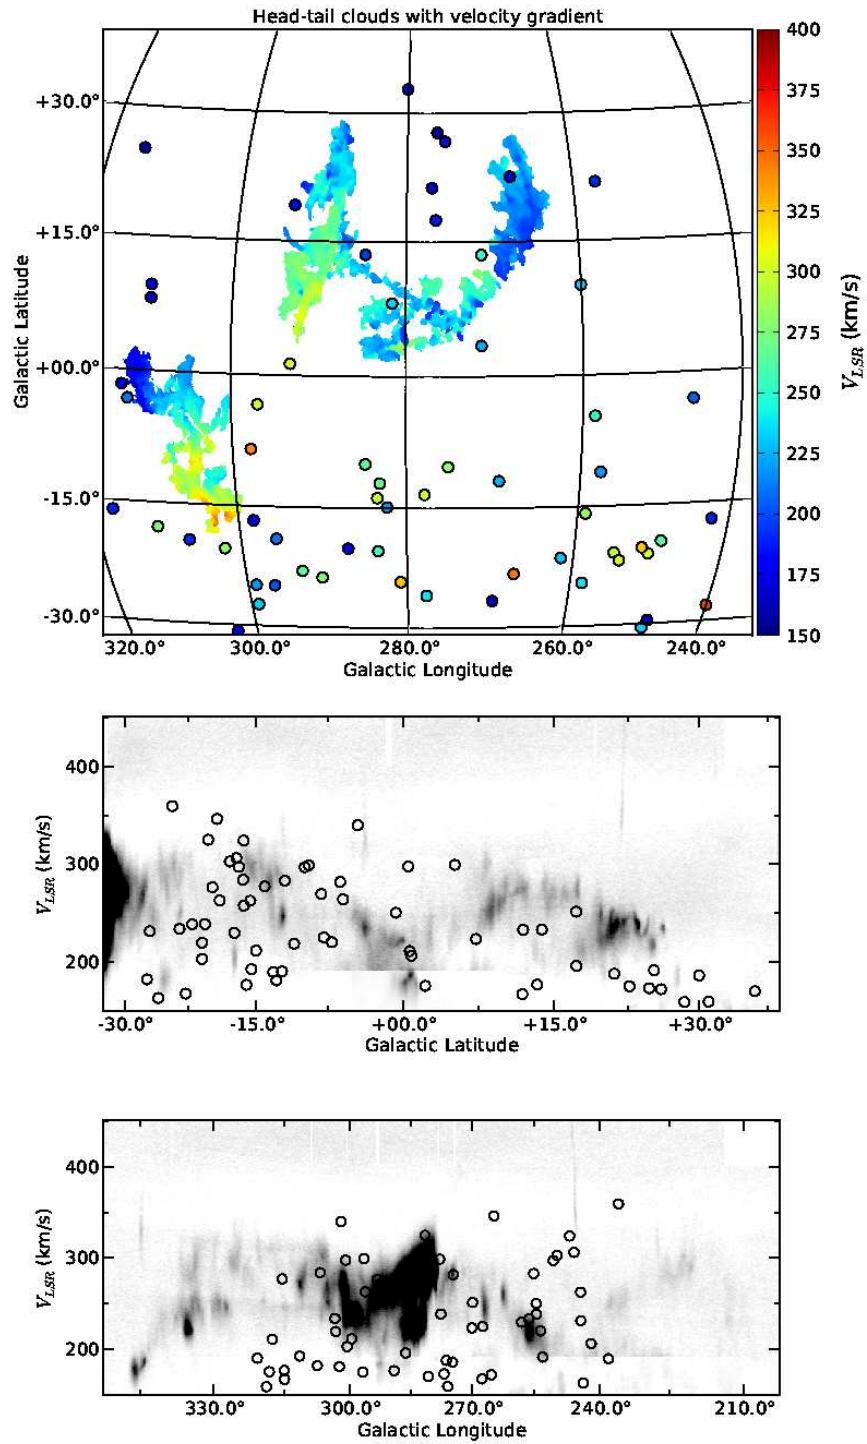 Head-tail clouds with velocity gradient
+30.0°
+15.0°
+00.0°
-15.0°
-30.0°
Galactic Latitude
320.0° 300.0° 280.0° 260.0° 240.0°
Galactic Longitude
400
375
350
325
300
275
250
225
200
175
150
V_LSR (km/s)
400
300
200
V_LSR (km/s)
-30.0° -15.0° +00.0° +15.0° +30.0°
Galactic Latitude
400
300
200
V_LSR (km/s)
330.0° 300.0° 270.0° 240.0° 210.0°
Galactic Longitude